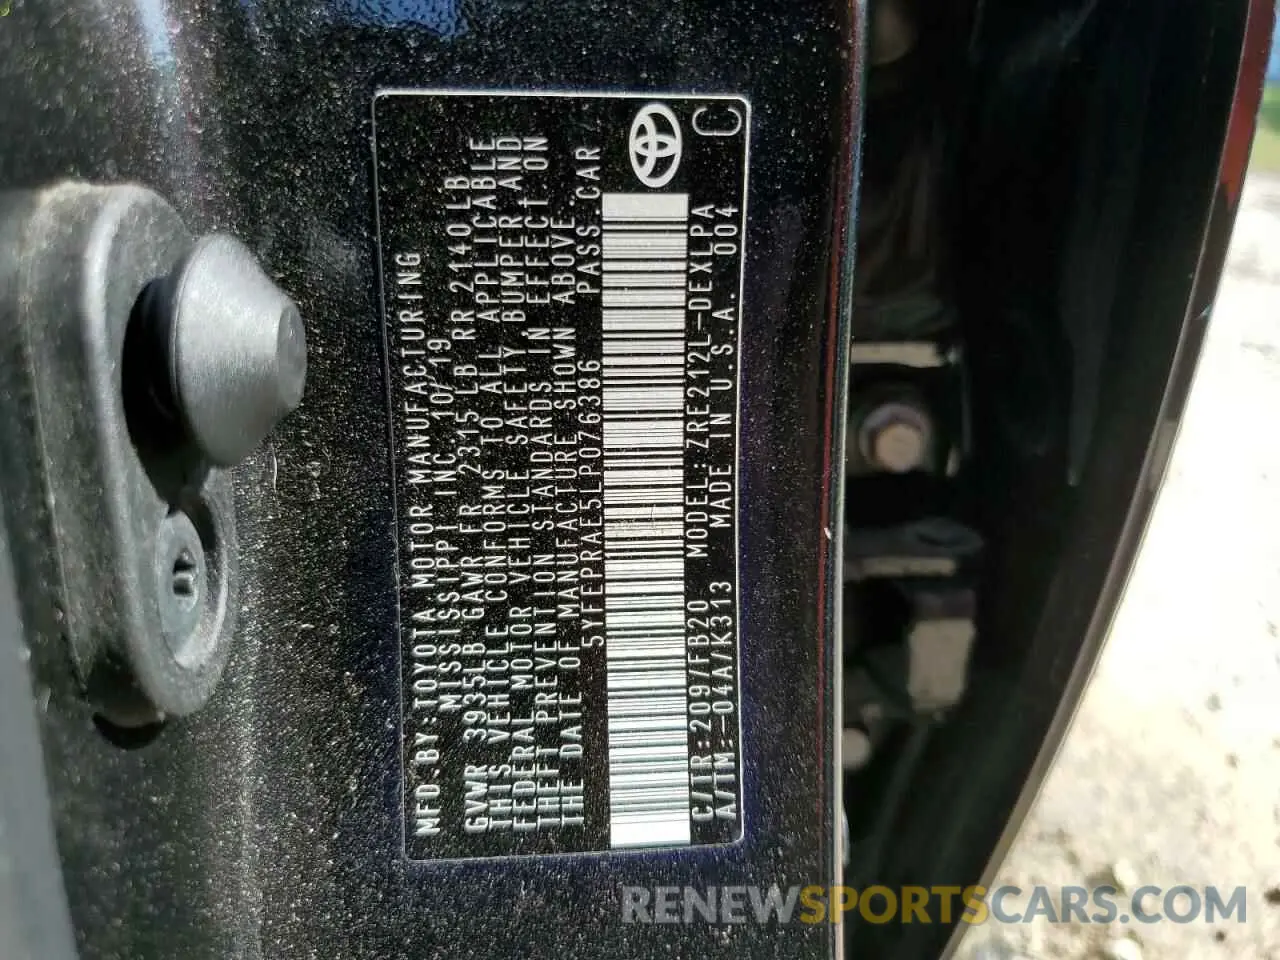 MFD.BY:TOYOTA MOTOR MANUFACTURING
MISSISSIPPI INC 10/19
GVWR 3935LB GAWR FR 2315 LB RR 2140LB
THIS VEHICLE CONFORMS TO ALL APPLICABLE
FEDERAL MOTOR VEHICLE SAFETY, BUMPER AND
THEFT PREVENTION STANDARDS IN EFFECT ON
THE DATE OF MANUFACTURE SHOWN ABOVE.
5YFEPRAE5LP076386 PASS.CAR
C/TR:209/FB20 MODEL:ZRE212L-DEXLPA
A/TM:-04A/K313 MADE IN U.S.A. 004
C
RENEWSPORTSCARS.COM